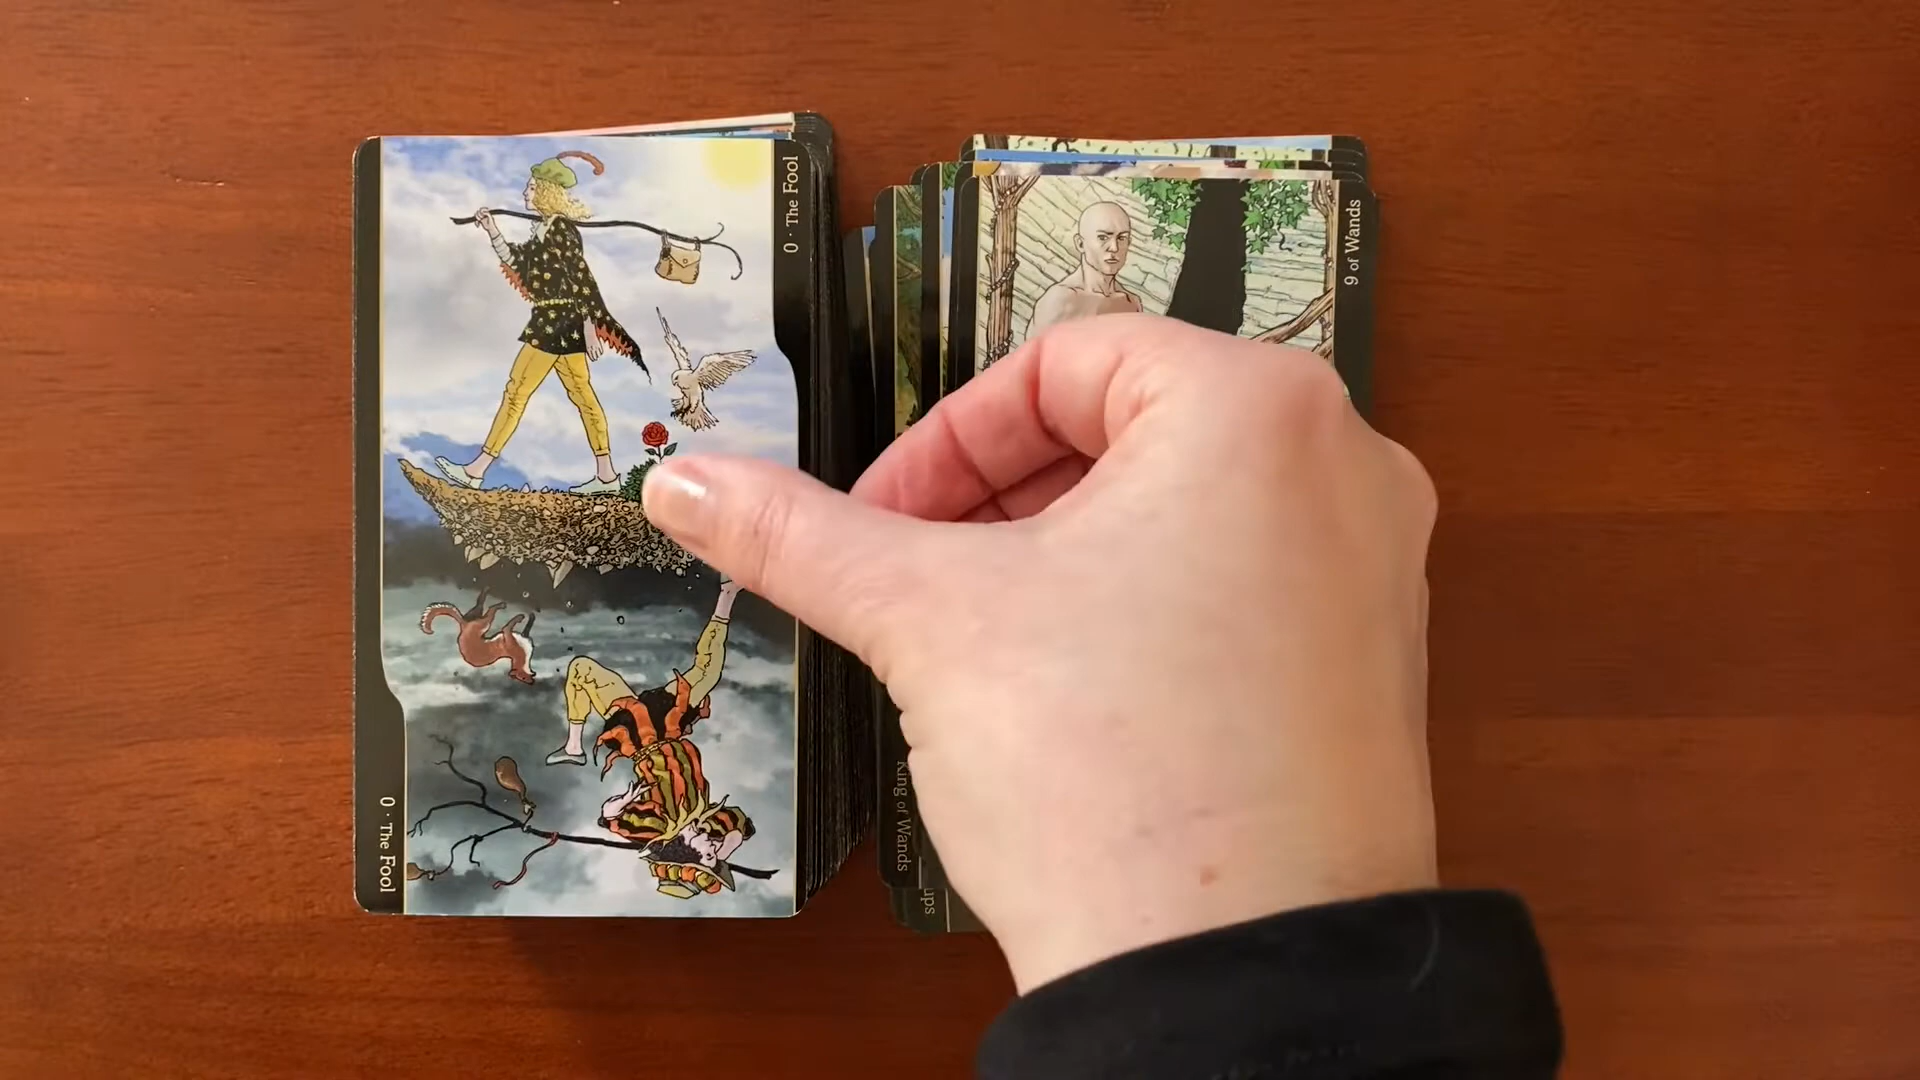 0 · The Fool
0 · The Fool
9 of Wands
King of Wands